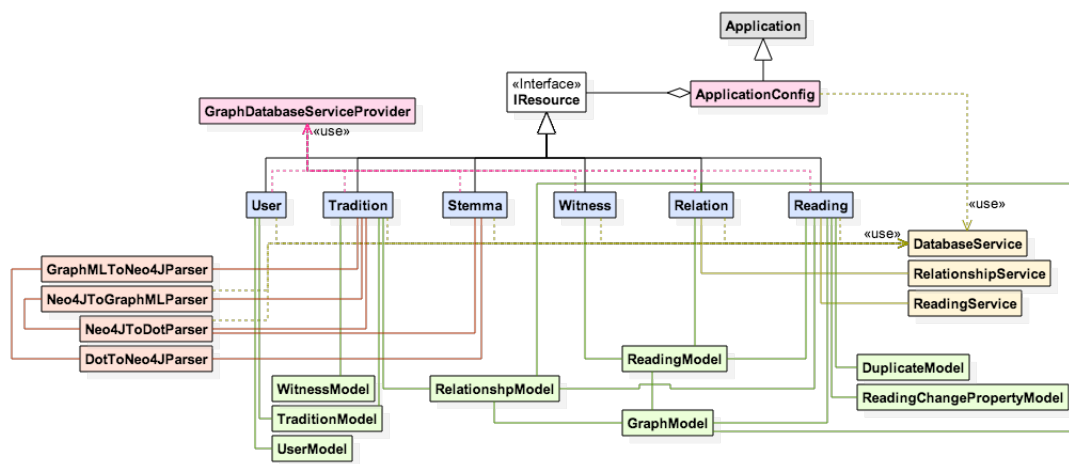 Application
«Interface»
IResource
ApplicationConfig
GraphDatabaseServiceProvider
«use»
User
Tradition
Stemma
Witness
Relation
Reading
«use»
«use»
DatabaseService
GraphMLToNeo4JParser
RelationshipService
Neo4JToGraphMLParser
ReadingService
Neo4JToDotParser
DotToNeo4JParser
ReadingModel
DuplicateModel
WitnessModel
RelationshpModel
ReadingChangePropertyModel
TraditionModel
GraphModel
UserModel